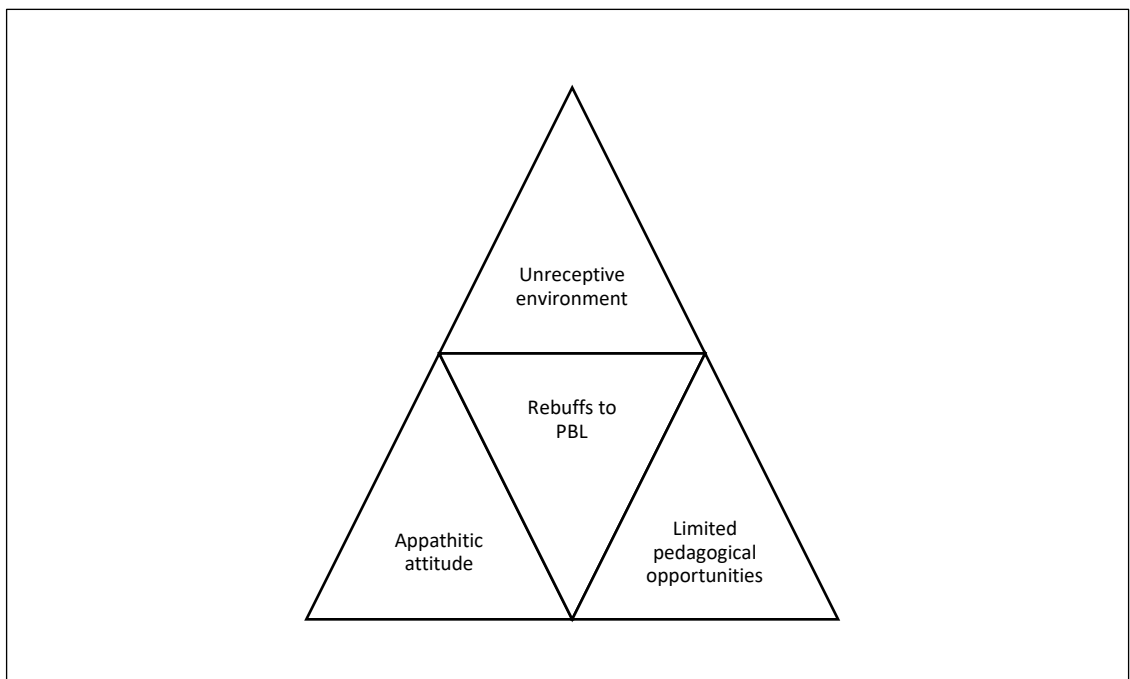 Unreceptive
environment
Rebuffs to
PBL
Appathitic
attitude
Limited
pedagogical
opportunities